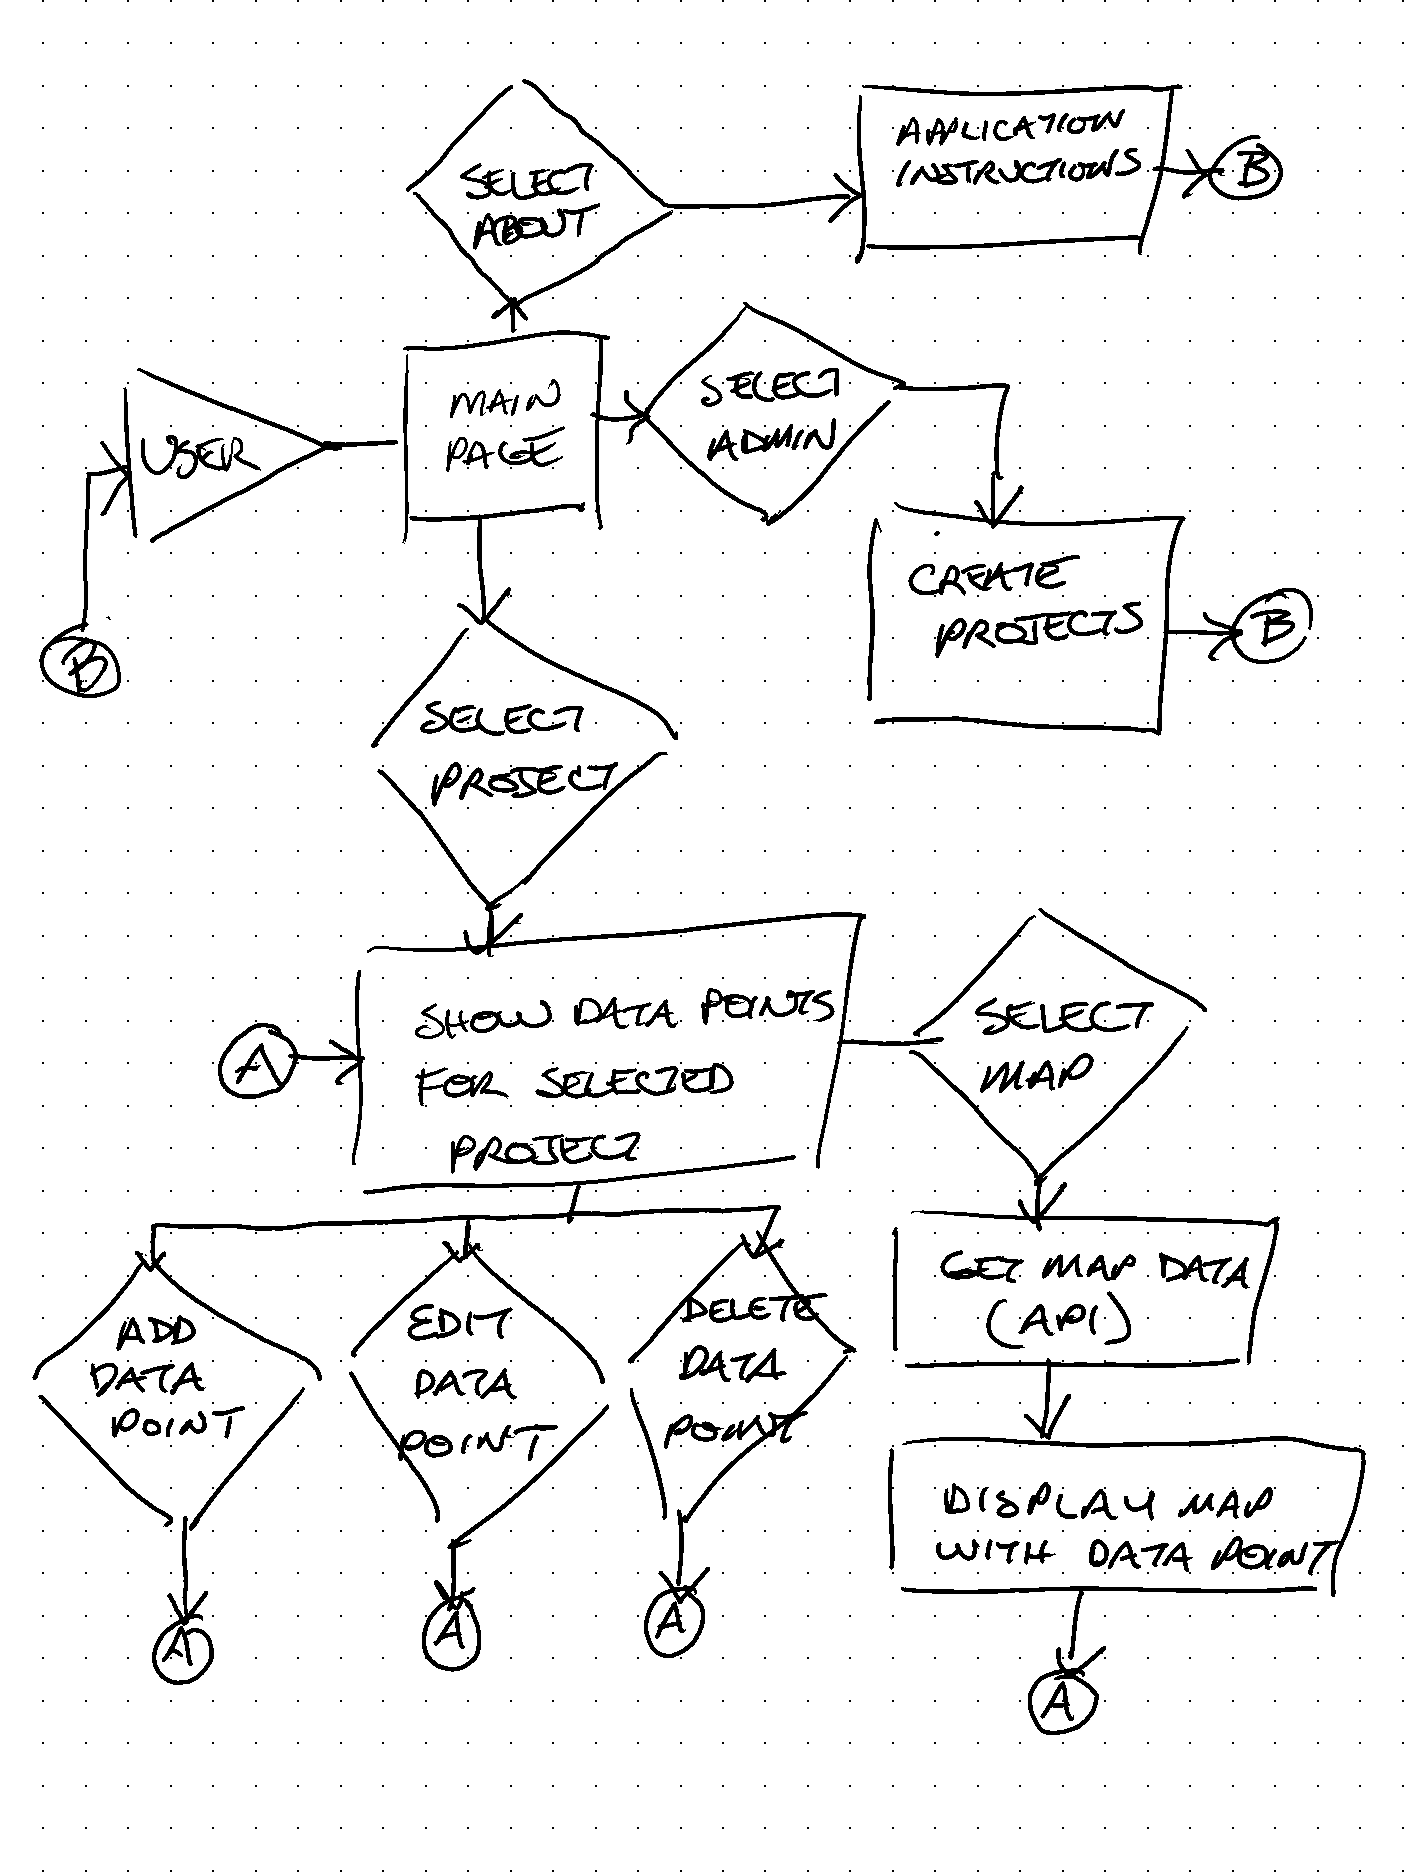 SELECT
ABOUT
APPLICATION
INSTRUCTIONS
B
USER
MAIN
PAGE
SELECT
ADMIN
B
CREATE
PROJECTS
B
SELECT
PROJECT
A
SHOW DATA POINTS
FOR SELECTED
PROJECT
SELECT
MAP
ADD
DATA
POINT
EDIT
DATA
POINT
DELETE
DATA
POINT
GET MAP DATA
(API)
DISPLAY MAP
WITH DATA POINT
A
A
A
A